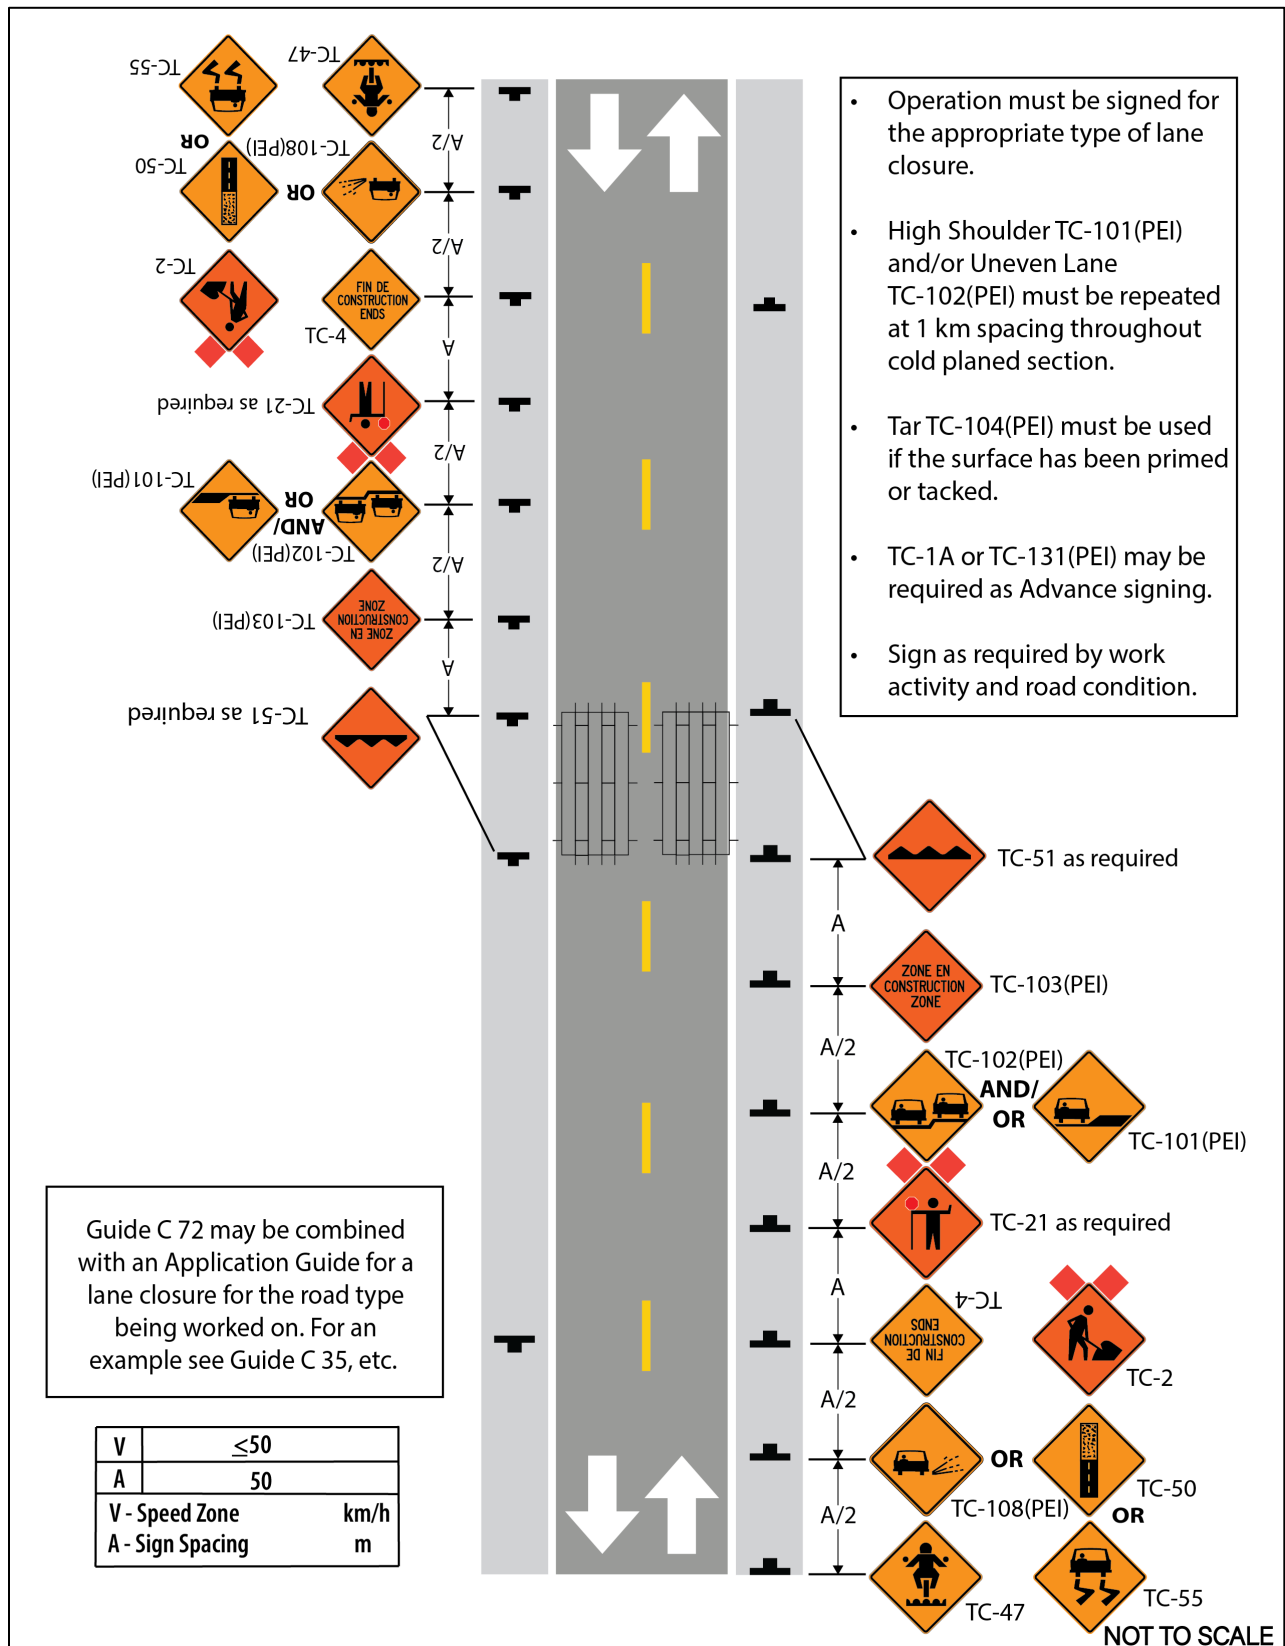 TC-55
TC-47
OR
TC-50
TC-108(PEI)
OR
TC-2
FIN DE
CONSTRUCTION
ENDS
TC-4
TC-21 as required
TC-101(PEI)
AND/
OR
TC-102(PEI)
TC-103(PEI)
ZONE EN
CONSTRUCTION
ZONE
TC-51 as required
A/2
A/2
A
A/2
A/2
A
• Operation must be signed for
the appropriate type of lane
closure.
• High Shoulder TC-101(PEI)
and/or Uneven Lane
TC-102(PEI) must be repeated
at 1 km spacing throughout
cold planed section.
• Tar TC-104(PEI) must be used
if the surface has been primed
or tacked.
• TC-1A or TC-131(PEI) may be
required as Advance signing.
• Sign as required by work
activity and road condition.
TC-51 as required
A
ZONE EN
CONSTRUCTION
ZONE
TC-103(PEI)
A/2
TC-102(PEI)
AND/
OR
TC-101(PEI)
A/2
TC-21 as required
A
TC-4
FIN DE
CONSTRUCTION
ENDS
TC-2
A/2
OR
TC-108(PEI)
TC-50
OR
A/2
TC-47
TC-55
Guide C 72 may be combined
with an Application Guide for a
lane closure for the road type
being worked on. For an
example see Guide C 35, etc.
V ≤50
A 50
V - Speed Zone km/h
A - Sign Spacing m
NOT TO SCALE